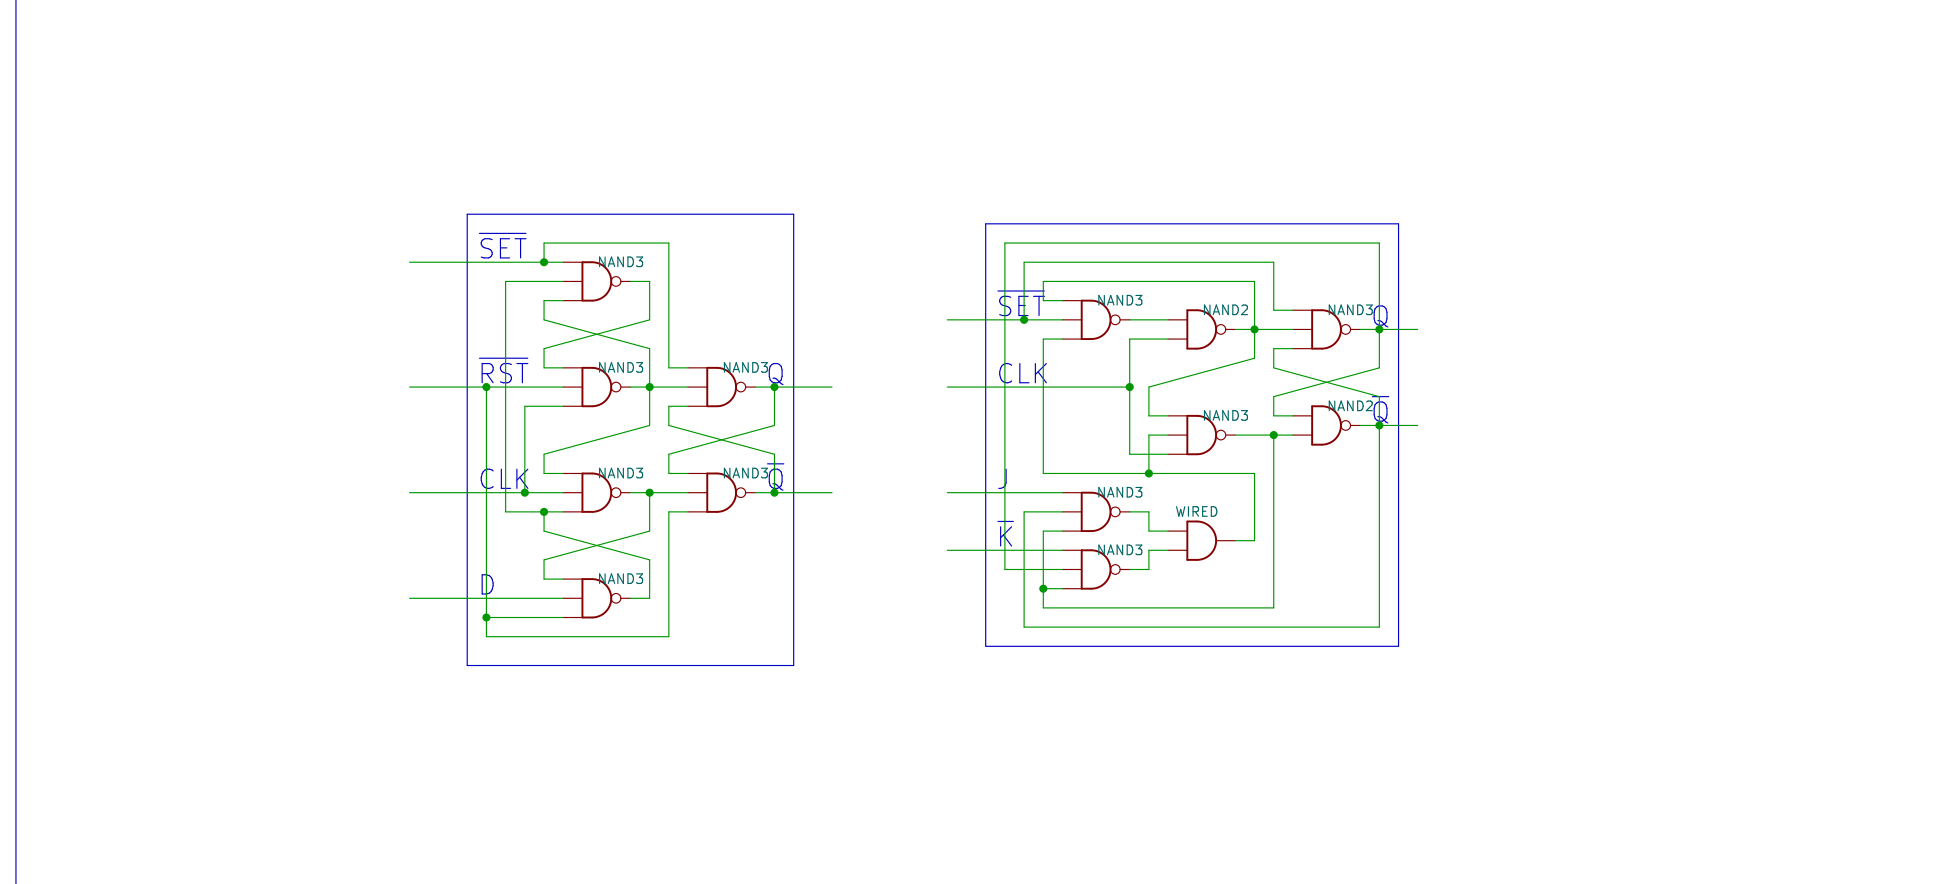 SET
NAND3
RST
NAND3
NAND3
Q
CLK
NAND3
NAND3
Q
D
NAND3
SET
NAND3
NAND2
NAND3
Q
CLK
NAND3
NAND2
Q
J
NAND3
WIRED
K
NAND3